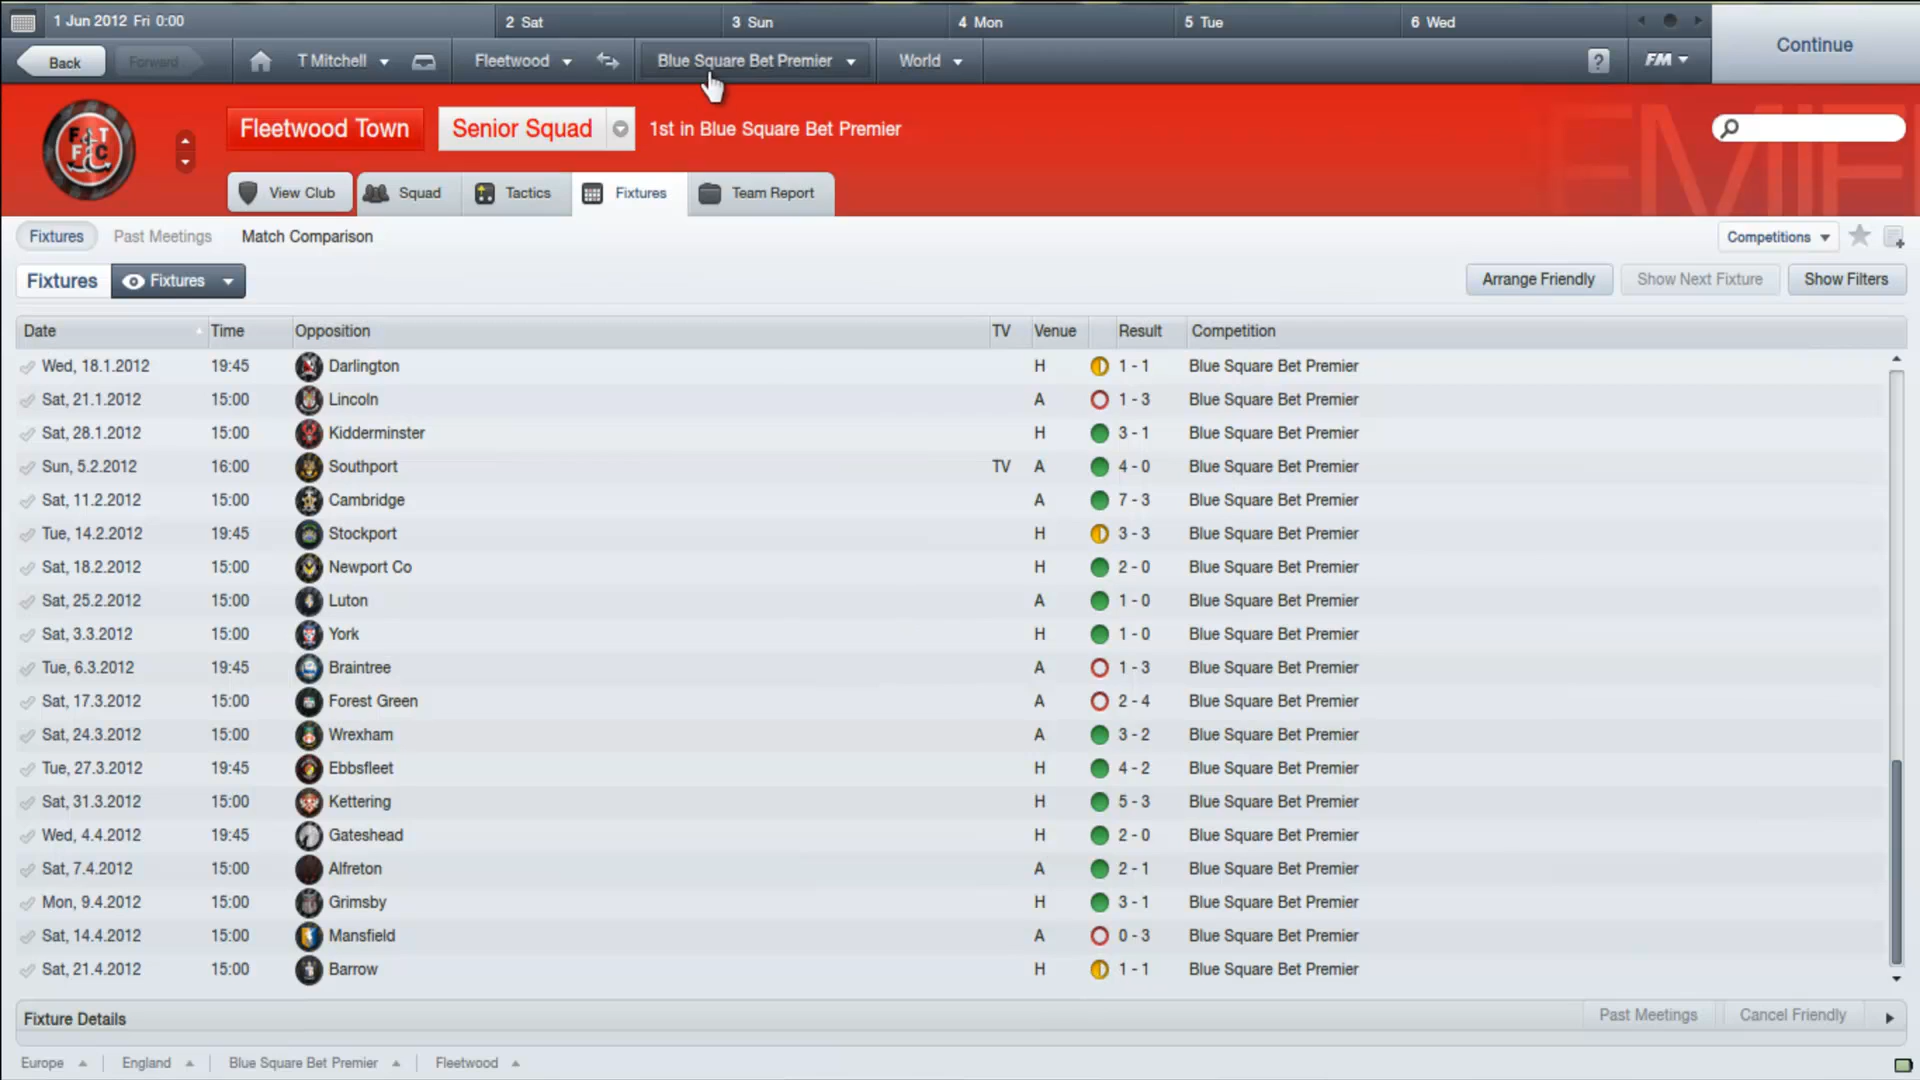 1 Jun 2012 Fri 0:00 2 Sat 3 Sun 4 Mon 5 Tue 6 Wed
Back Forward T Mitchell Fleetwood Blue Square Bet Premier World ? FM Continue
Fleetwood Town Senior Squad 1st in Blue Square Bet Premier
View Club Squad Tactics Fixtures Team Report
Fixtures Past Meetings Match Comparison Competitions
Fixtures Fixtures Arrange Friendly Show Next Fixture Show Filters
Date Time Opposition TV Venue Result Competition
Wed, 18.1.2012 19:45 Darlington H 1 - 1 Blue Square Bet Premier
Sat, 21.1.2012 15:00 Lincoln A 1 - 3 Blue Square Bet Premier
Sat, 28.1.2012 15:00 Kidderminster H 3 - 1 Blue Square Bet Premier
Sun, 5.2.2012 16:00 Southport TV A 4 - 0 Blue Square Bet Premier
Sat, 11.2.2012 15:00 Cambridge A 7 - 3 Blue Square Bet Premier
Tue, 14.2.2012 19:45 Stockport H 3 - 3 Blue Square Bet Premier
Sat, 18.2.2012 15:00 Newport Co H 2 - 0 Blue Square Bet Premier
Sat, 25.2.2012 15:00 Luton A 1 - 0 Blue Square Bet Premier
Sat, 3.3.2012 15:00 York H 1 - 0 Blue Square Bet Premier
Tue, 6.3.2012 19:45 Braintree A 1 - 3 Blue Square Bet Premier
Sat, 17.3.2012 15:00 Forest Green A 2 - 4 Blue Square Bet Premier
Sat, 24.3.2012 15:00 Wrexham A 3 - 2 Blue Square Bet Premier
Tue, 27.3.2012 19:45 Ebbsfleet H 4 - 2 Blue Square Bet Premier
Sat, 31.3.2012 15:00 Kettering H 5 - 3 Blue Square Bet Premier
Wed, 4.4.2012 19:45 Gateshead H 2 - 0 Blue Square Bet Premier
Sat, 7.4.2012 15:00 Alfreton A 2 - 1 Blue Square Bet Premier
Mon, 9.4.2012 15:00 Grimsby H 3 - 1 Blue Square Bet Premier
Sat, 14.4.2012 15:00 Mansfield A 0 - 3 Blue Square Bet Premier
Sat, 21.4.2012 15:00 Barrow H 1 - 1 Blue Square Bet Premier
Fixture Details Past Meetings Cancel Friendly
Europe England Blue Square Bet Premier Fleetwood